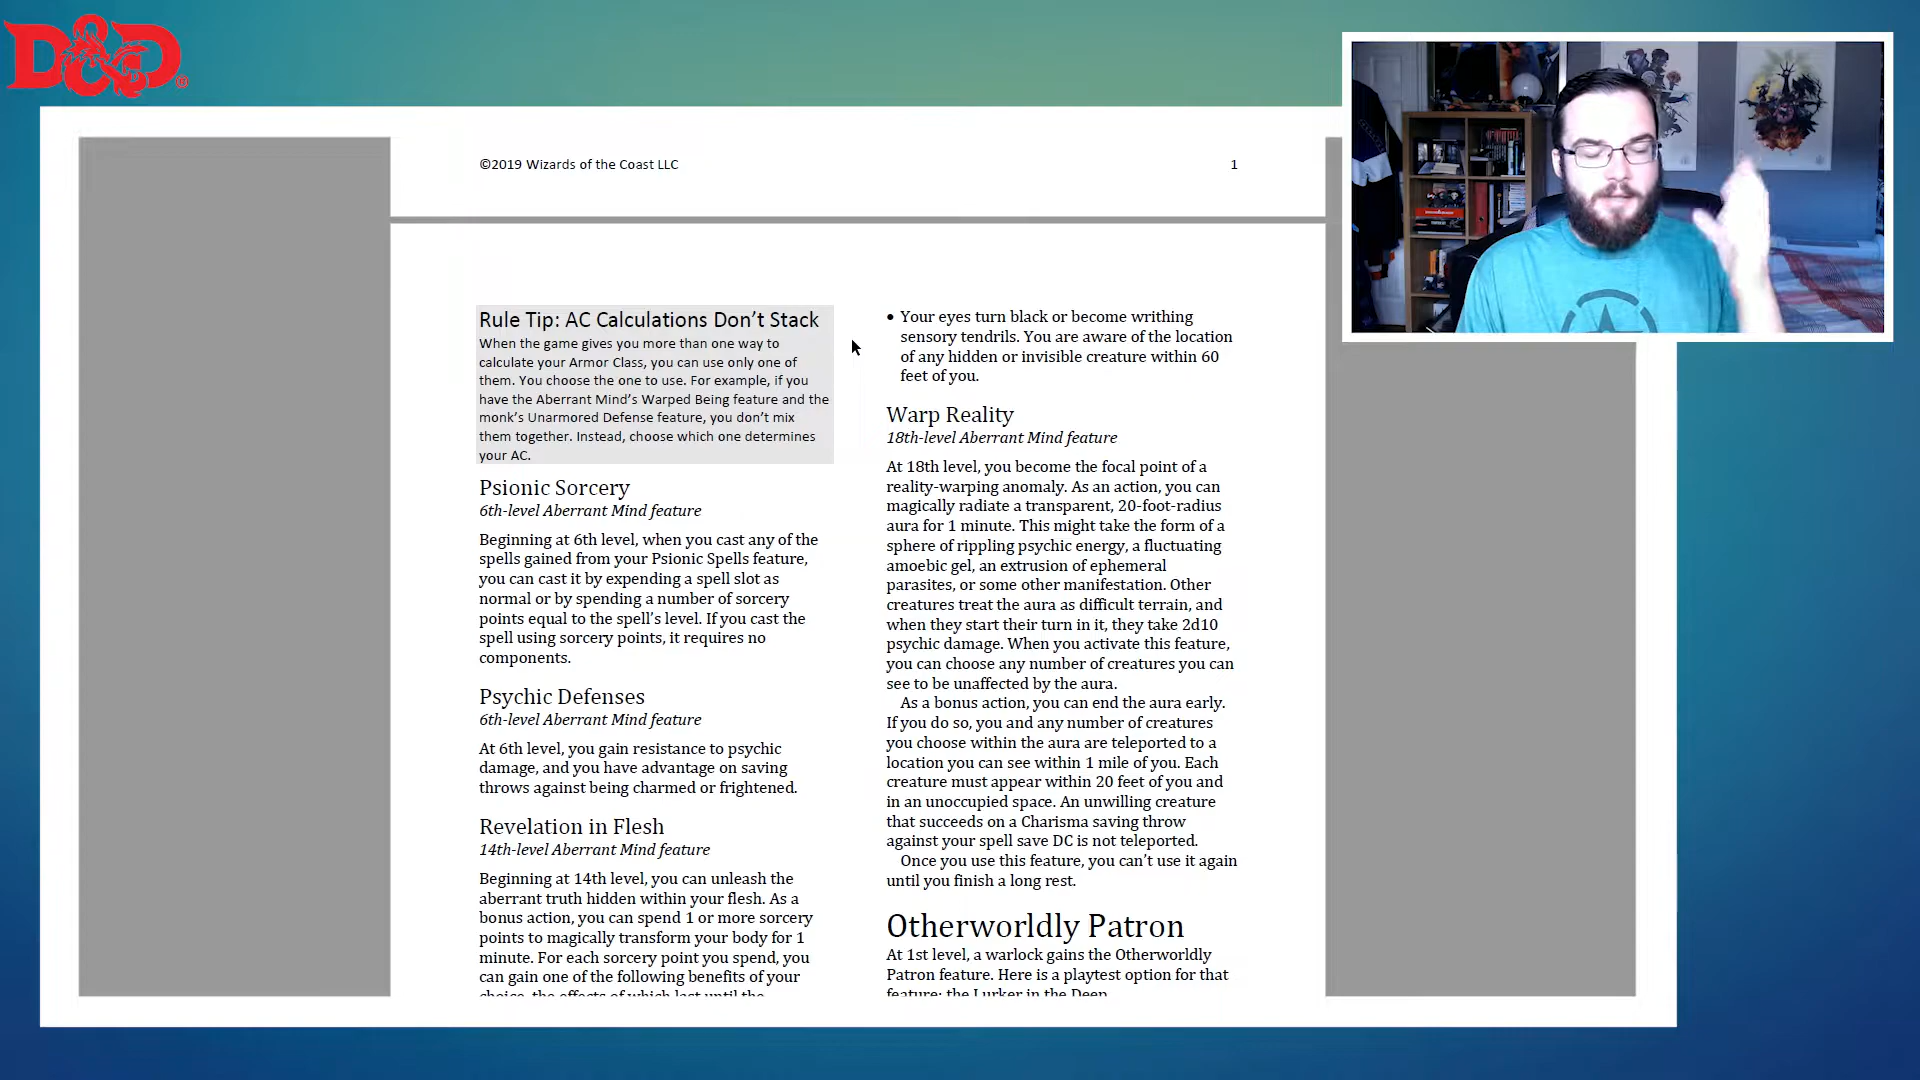 D&D
©2019 Wizards of the Coast LLC
1
Rule Tip: AC Calculations Don’t Stack
When the game gives you more than one way to
calculate your Armor Class, you can use only one of
them. You choose the one to use. For example, if you
have the Aberrant Mind’s Warped Being feature and the
monk’s Unarmored Defense feature, you don’t mix
them together. Instead, choose which one determines
your AC.
Psionic Sorcery
6th-level Aberrant Mind feature
Beginning at 6th level, when you cast any of the
spells gained from your Psionic Spells feature,
you can cast it by expending a spell slot as
normal or by spending a number of sorcery
points equal to the spell’s level. If you cast the
spell using sorcery points, it requires no
components.
Psychic Defenses
6th-level Aberrant Mind feature
At 6th level, you gain resistance to psychic
damage, and you have advantage on saving
throws against being charmed or frightened.
Revelation in Flesh
14th-level Aberrant Mind feature
Beginning at 14th level, you can unleash the
aberrant truth hidden within your flesh. As a
bonus action, you can spend 1 or more sorcery
points to magically transform your body for 1
minute. For each sorcery point you spend, you
can gain one of the following benefits of your
choice, the effects of which last until the
• Your eyes turn black or become writhing
sensory tendrils. You are aware of the location
of any hidden or invisible creature within 60
feet of you.
Warp Reality
18th-level Aberrant Mind feature
At 18th level, you become the focal point of a
reality-warping anomaly. As an action, you can
magically radiate a transparent, 20-foot-radius
aura for 1 minute. This might take the form of a
sphere of rippling psychic energy, a fluctuating
amoebic gel, an extrusion of ephemeral
parasites, or some other manifestation. Other
creatures treat the aura as difficult terrain, and
when they start their turn in it, they take 2d10
psychic damage. When you activate this feature,
you can choose any number of creatures you can
see to be unaffected by the aura.
As a bonus action, you can end the aura early.
If you do so, you and any number of creatures
you choose within the aura are teleported to a
location you can see within 1 mile of you. Each
creature must appear within 20 feet of you and
in an unoccupied space. An unwilling creature
that succeeds on a Charisma saving throw
against your spell save DC is not teleported.
Once you use this feature, you can’t use it again
until you finish a long rest.
Otherworldly Patron
At 1st level, a warlock gains the Otherworldly
Patron feature. Here is a playtest option for that
feature: the Lurker in the Deep